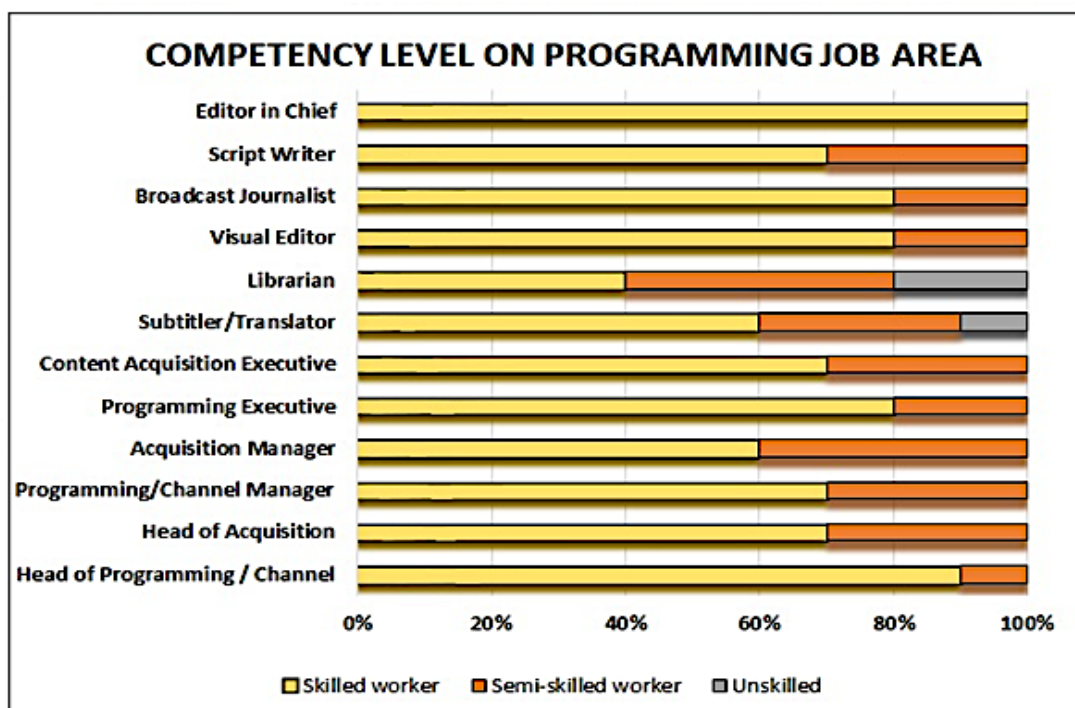 COMPETENCY LEVEL ON PROGRAMMING JOB AREA
Editor in Chief
Script Writer
Broadcast Journalist
Visual Editor
Librarian
Subtitler/Translator
Content Acquisition Executive
Programming Executive
Acquisition Manager
Programming/Channel Manager
Head of Acquisition
Head of Programming / Channel
0% 20% 40% 60% 80% 100%
Skilled worker Semi-skilled worker Unskilled